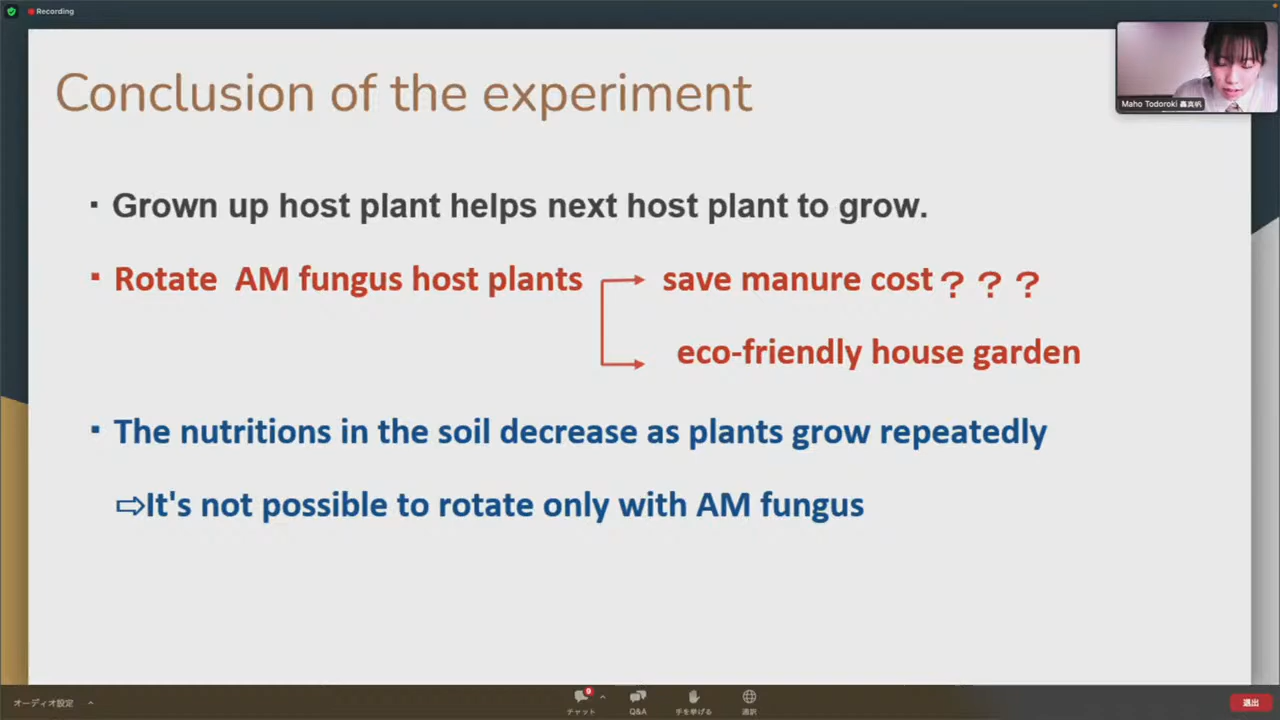 Recording
Conclusion of the experiment
Maho Todoroki 轟真帆
・Grown up host plant helps next host plant to grow.
・Rotate AM fungus host plants → save manure cost？？？
→ eco-friendly house garden
・The nutritions in the soil decrease as plants grow repeatedly
⇨It's not possible to rotate only with AM fungus
オーディオ設定
9
チャット
Q&A
手を挙げる
通訳
退出